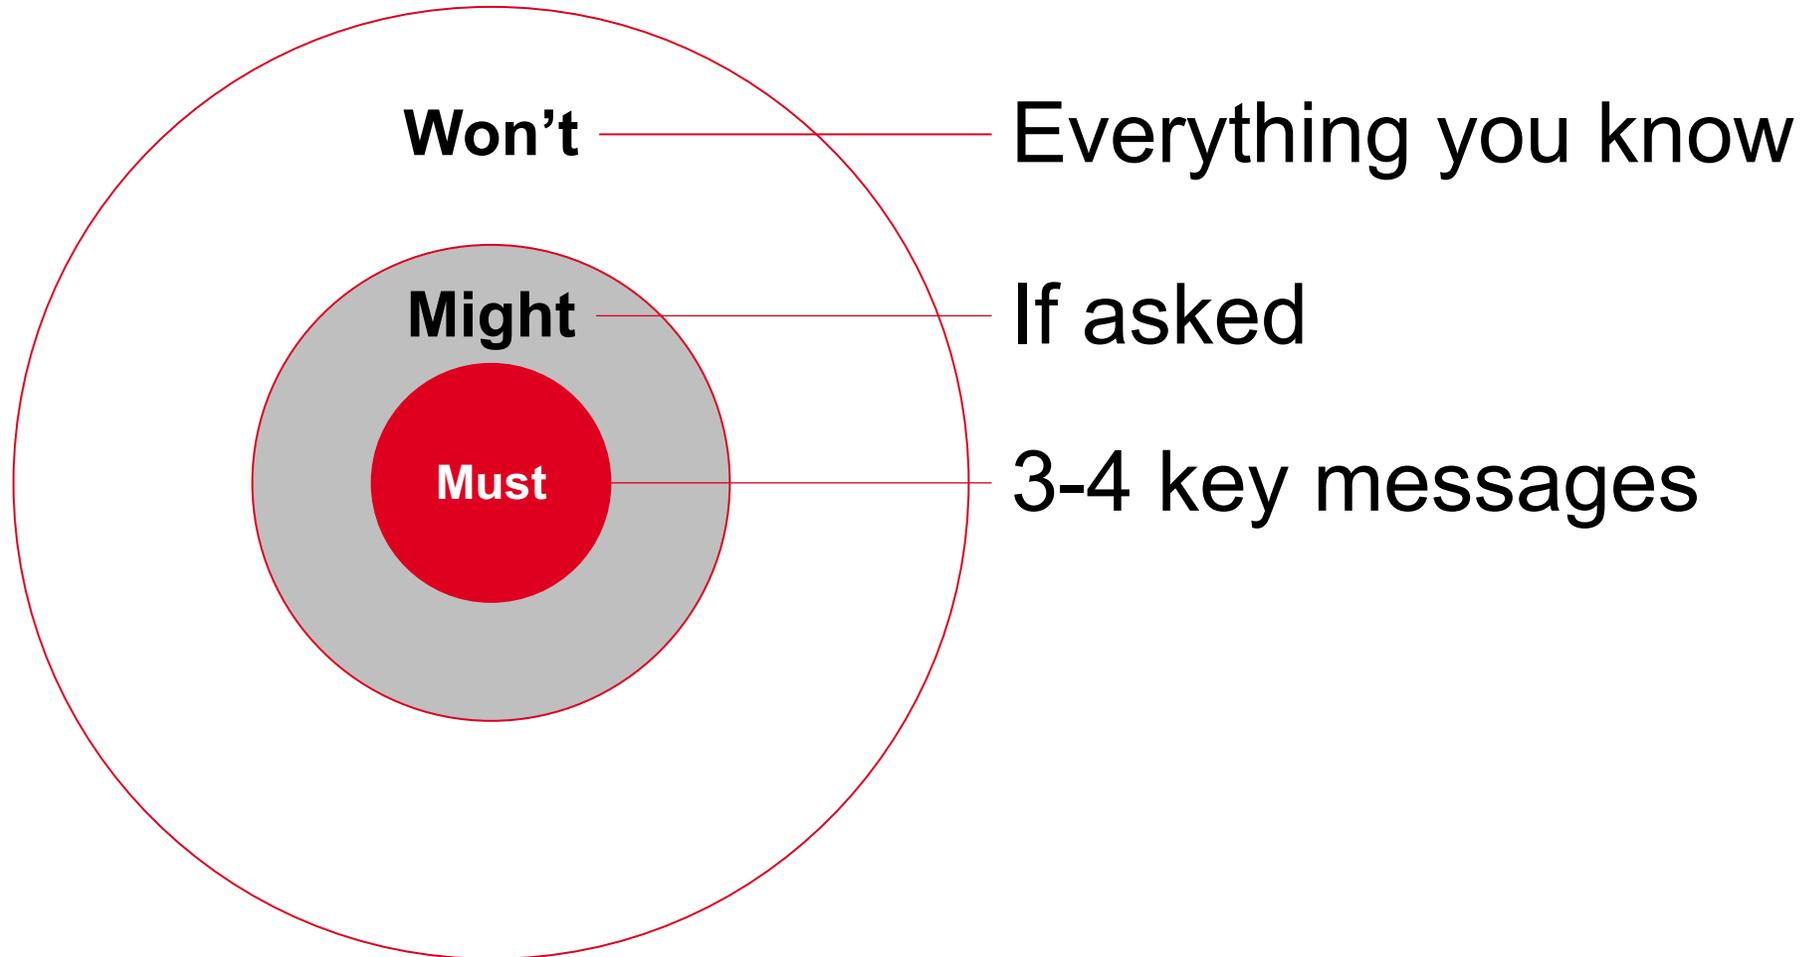 Won’t
Everything you know
Might
If asked
Must
3-4 key messages